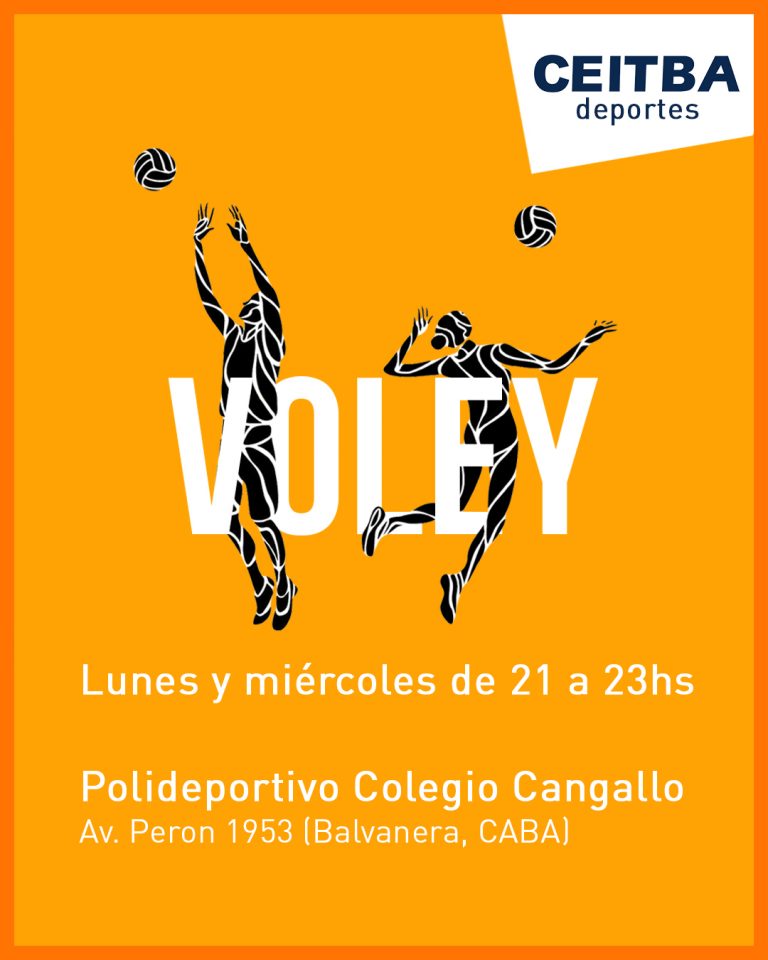 CEITBA
deportes
VOLEY
Lunes y miércoles de 21 a 23hs
Polideportivo Colegio Cangallo
Av. Peron 1953 (Balvanera, CABA)